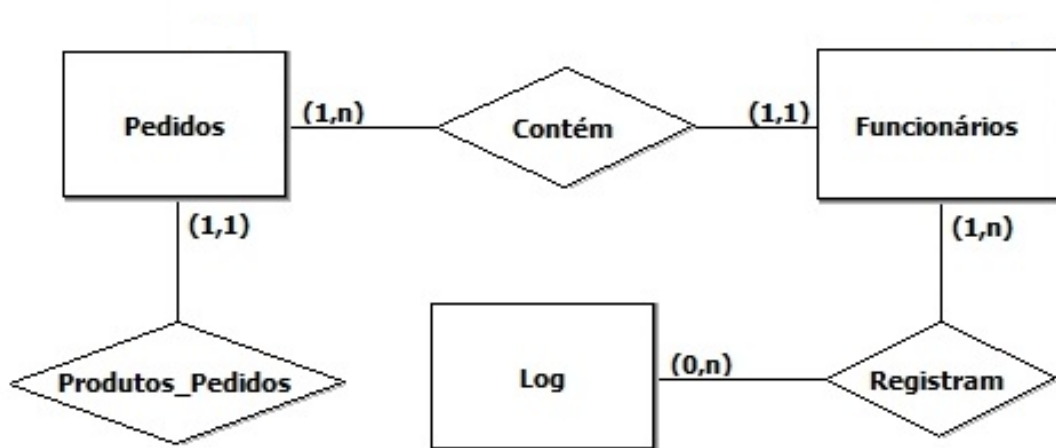 Pedidos
(1,n)
Contém
(1,1)
Funcionários
(1,1)
(1,n)
Produtos_Pedidos
Log
(0,n)
Registram